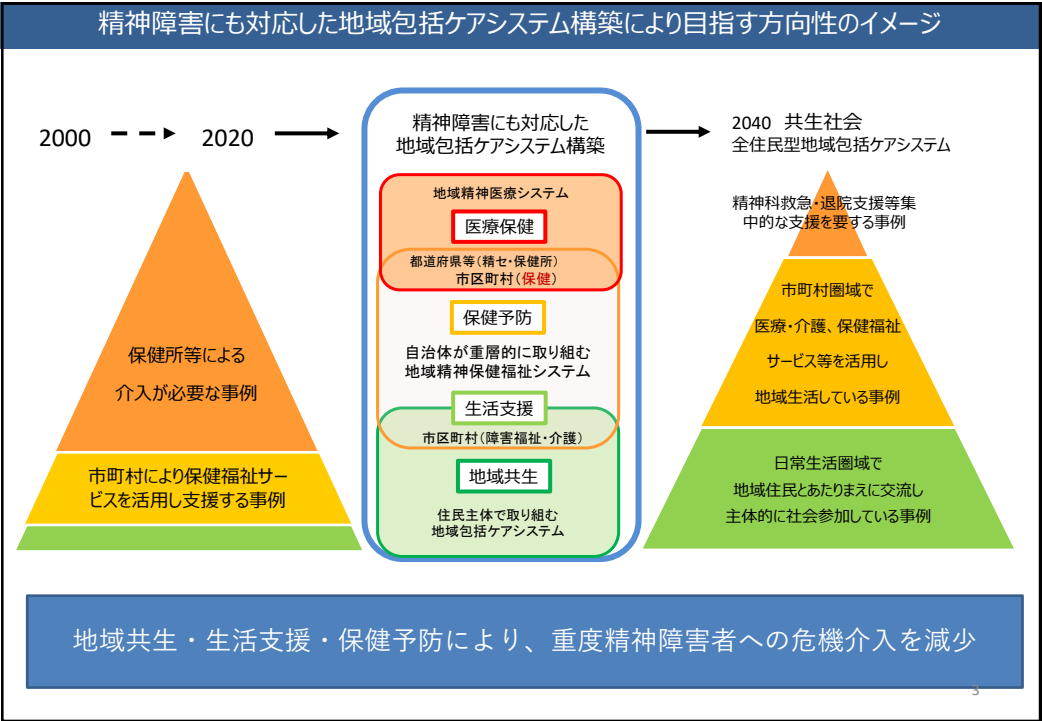 精神障害にも対応した地域包括ケアシステム構築により目指す方向性のイメージ
2000
2020
精神障害にも対応した
地域包括ケアシステム構築
2040 共生社会
全住民型地域包括ケアシステム
保健所等による
介入が必要な事例
市町村により保健福祉サー
ビスを活用し支援する事例
地域精神医療システム
医療保健
都道府県等(精セ・保健所)
市区町村(保健)
保健予防
自治体が重層的に取り組む
地域精神保健福祉システム
生活支援
市区町村(障害福祉・介護)
地域共生
住民主体で取り組む
地域包括ケアシステム
精神科救急・退院支援等集
中的な支援を要する事例
市町村圏域で
医療・介護、保健福祉
サービス等を活用し
地域生活している事例
日常生活圏域で
地域住民とあたりまえに交流し
主体的に社会参加している事例
地域共生・生活支援・保健予防により、重度精神障害者への危機介入を減少
3